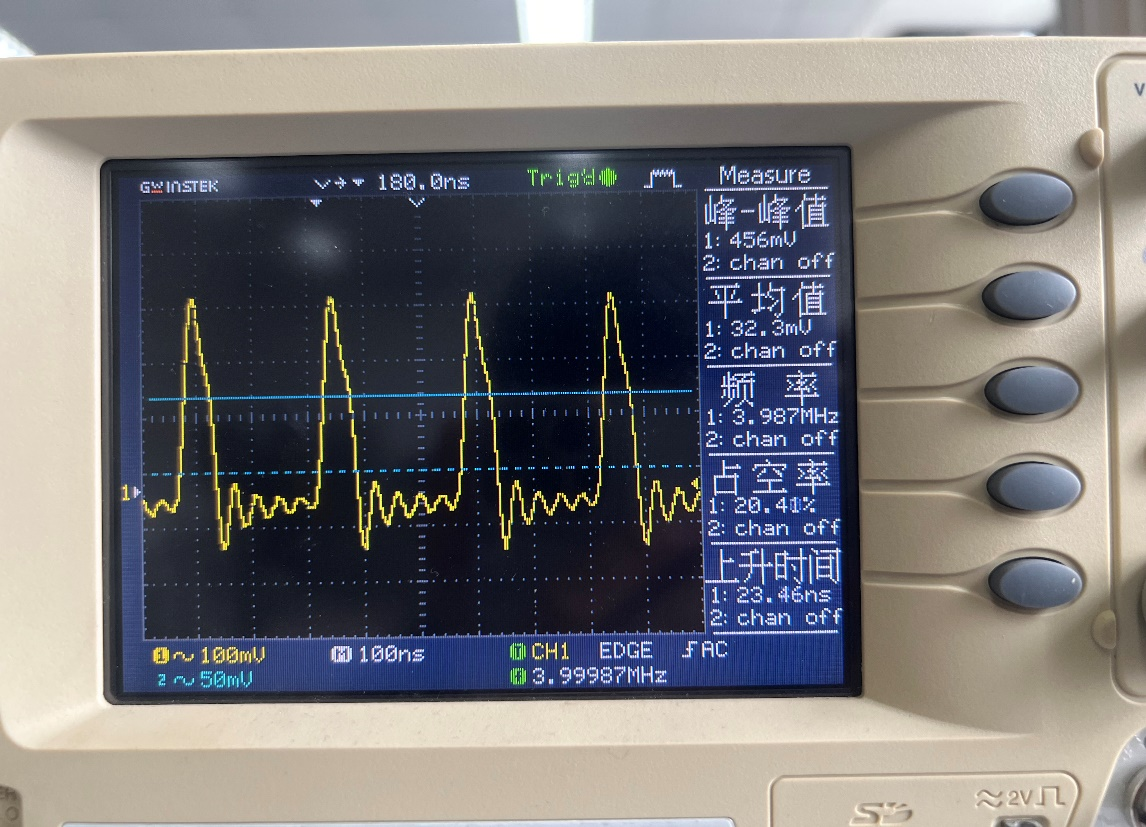 GWINSTEK 180.0ns Trig'd Measure
峰-峰值
1: 456mV
2: chan off
平均值
1: 32.3mV
2: chan off
频 率
1: 3.987MHz
2: chan off
占空率
1: 20.41%
2: chan off
上升时间
1: 23.46ns
2: chan off
1
1 100mV M 100ns CH1 EDGE AC
2 50mV 3.99987MHz
SD 2V
V